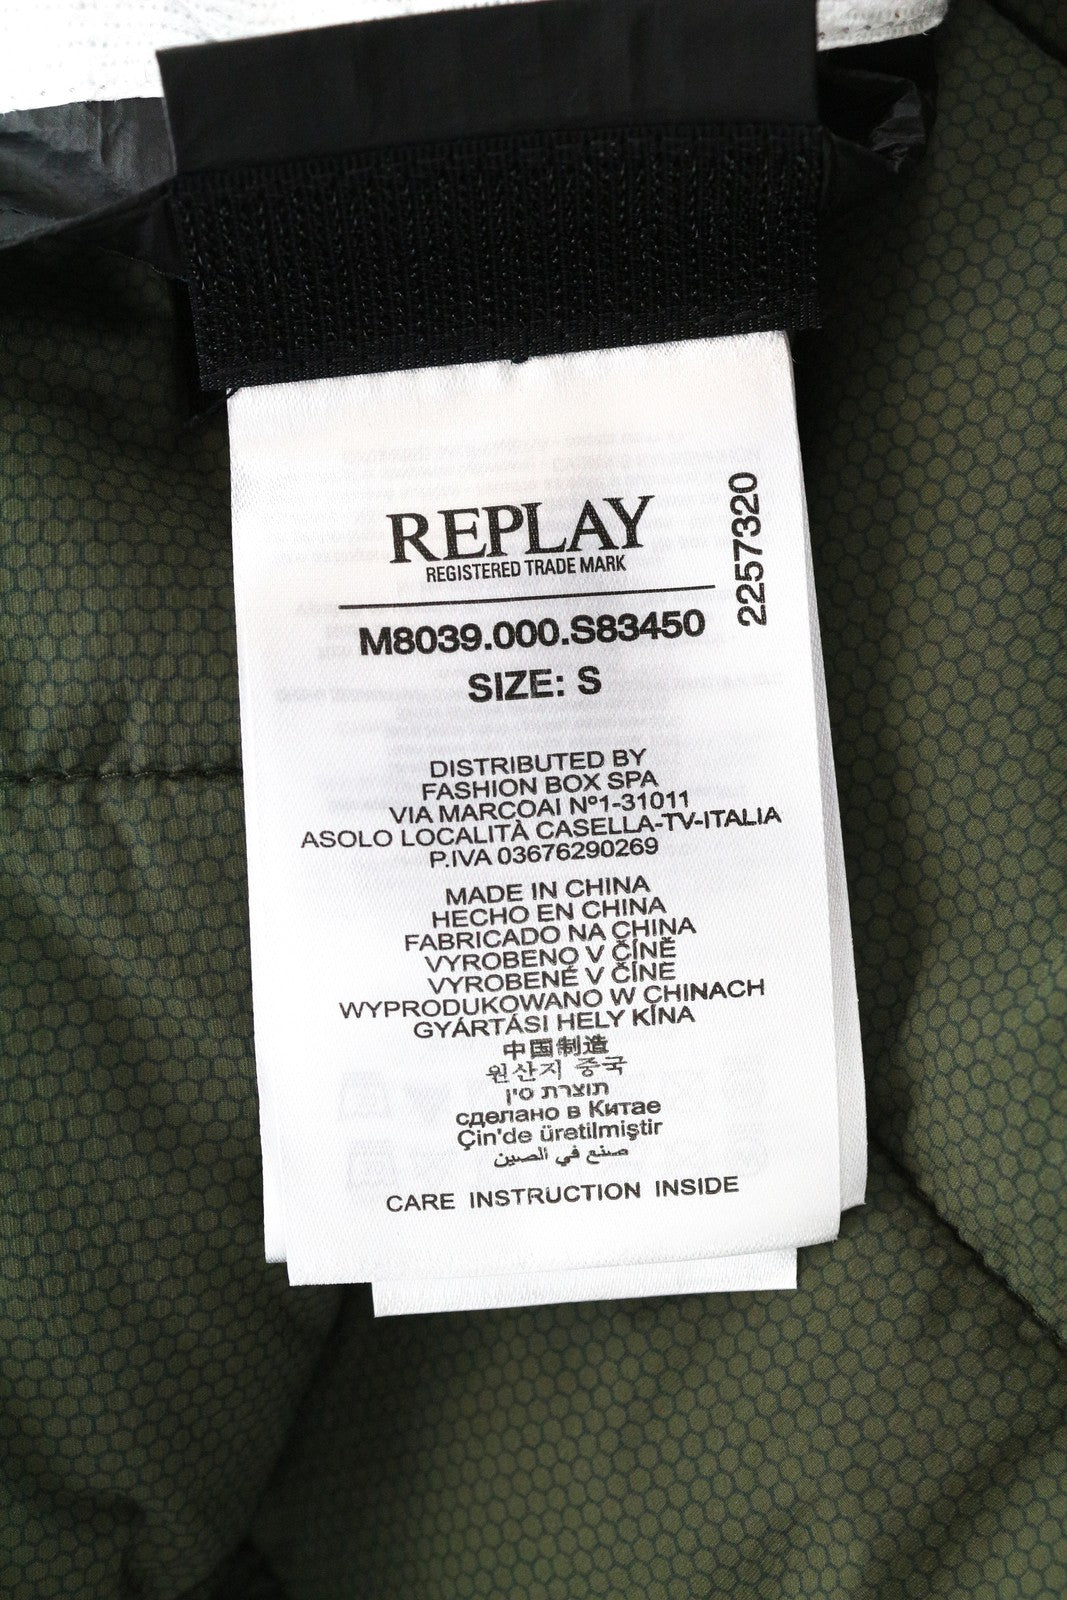 REPLAY
REGISTERED TRADE MARK
2257320
M8039.000.S83450
SIZE: S
DISTRIBUTED BY
FASHION BOX SPA
VIA MARCOAI Nº1-31011
ASOLO LOCALITÀ CASELLA-TV-ITALIA
P.IVA 03676290269
MADE IN CHINA
HECHO EN CHINA
FABRICADO NA CHINA
VYROBENO V ČÍNĚ
VYROBENÉ V ČÍNE
WYPRODUKOWANO W CHINACH
GYÁRTÁSI HELY KÍNA
中国制造
원산지 중국
תוצרת סין
сделано в Китае
Çin'de üretilmiştir
صنع في الصين
CARE INSTRUCTION INSIDE